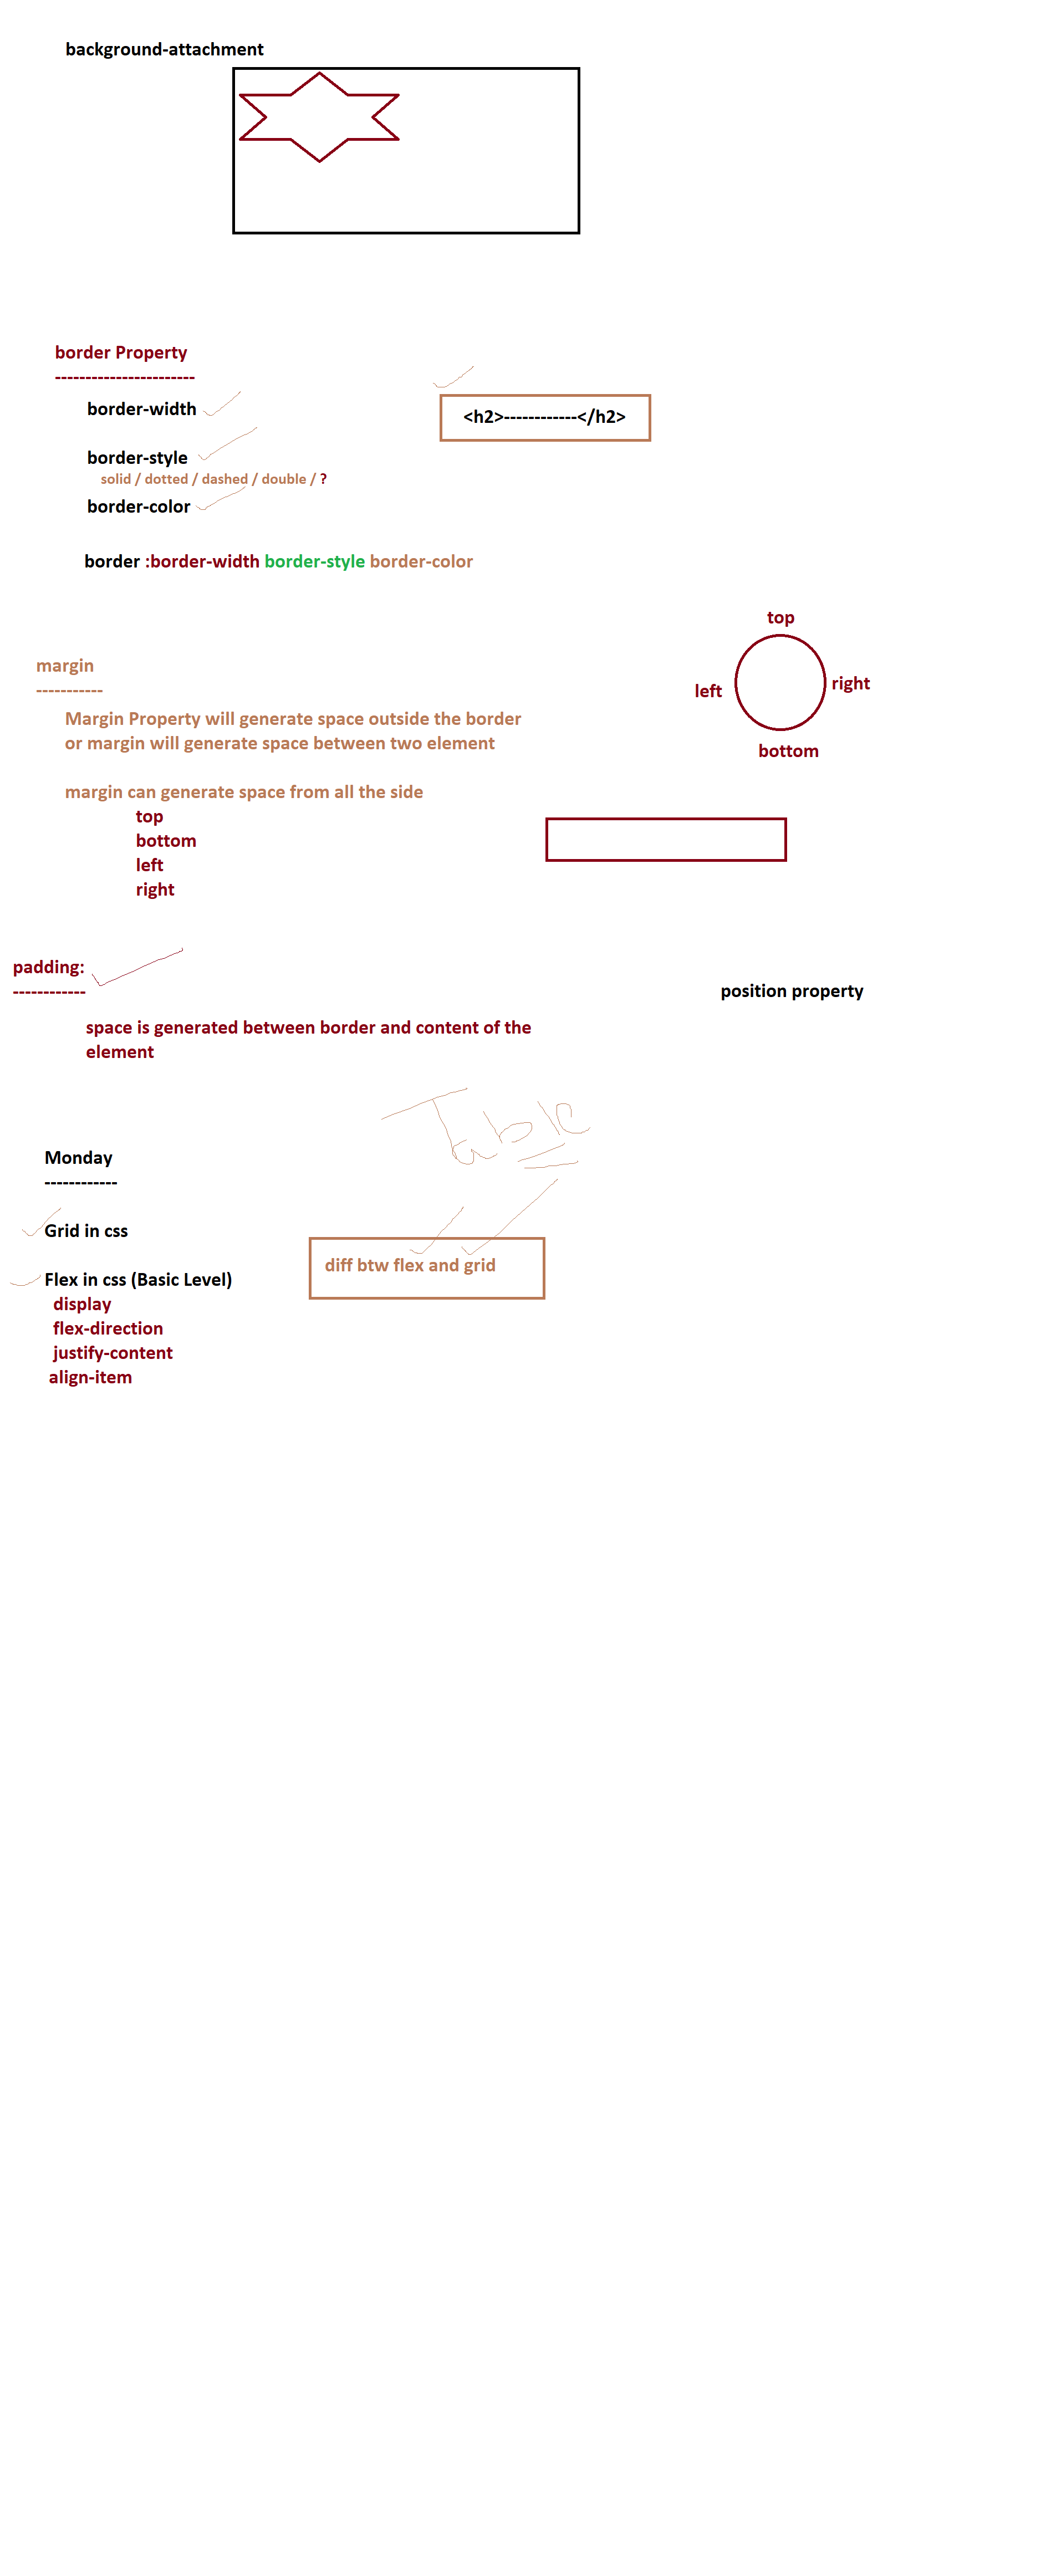 background-attachment
border Property
-----------------------
border-width
<h2>------------</h2>
border-style
solid / dotted / dashed / double / ?
border-color
border :border-width border-style border-color
top
left
right
bottom
margin
-----------
Margin Property will generate space outside the border
or margin will generate space between two element
margin can generate space from all the side
top
bottom
left
right
padding:
------------
position property
space is generated between border and content of the
element
Table
Monday
------------
Grid in css
diff btw flex and grid
Flex in css (Basic Level)
display
flex-direction
justify-content
align-item